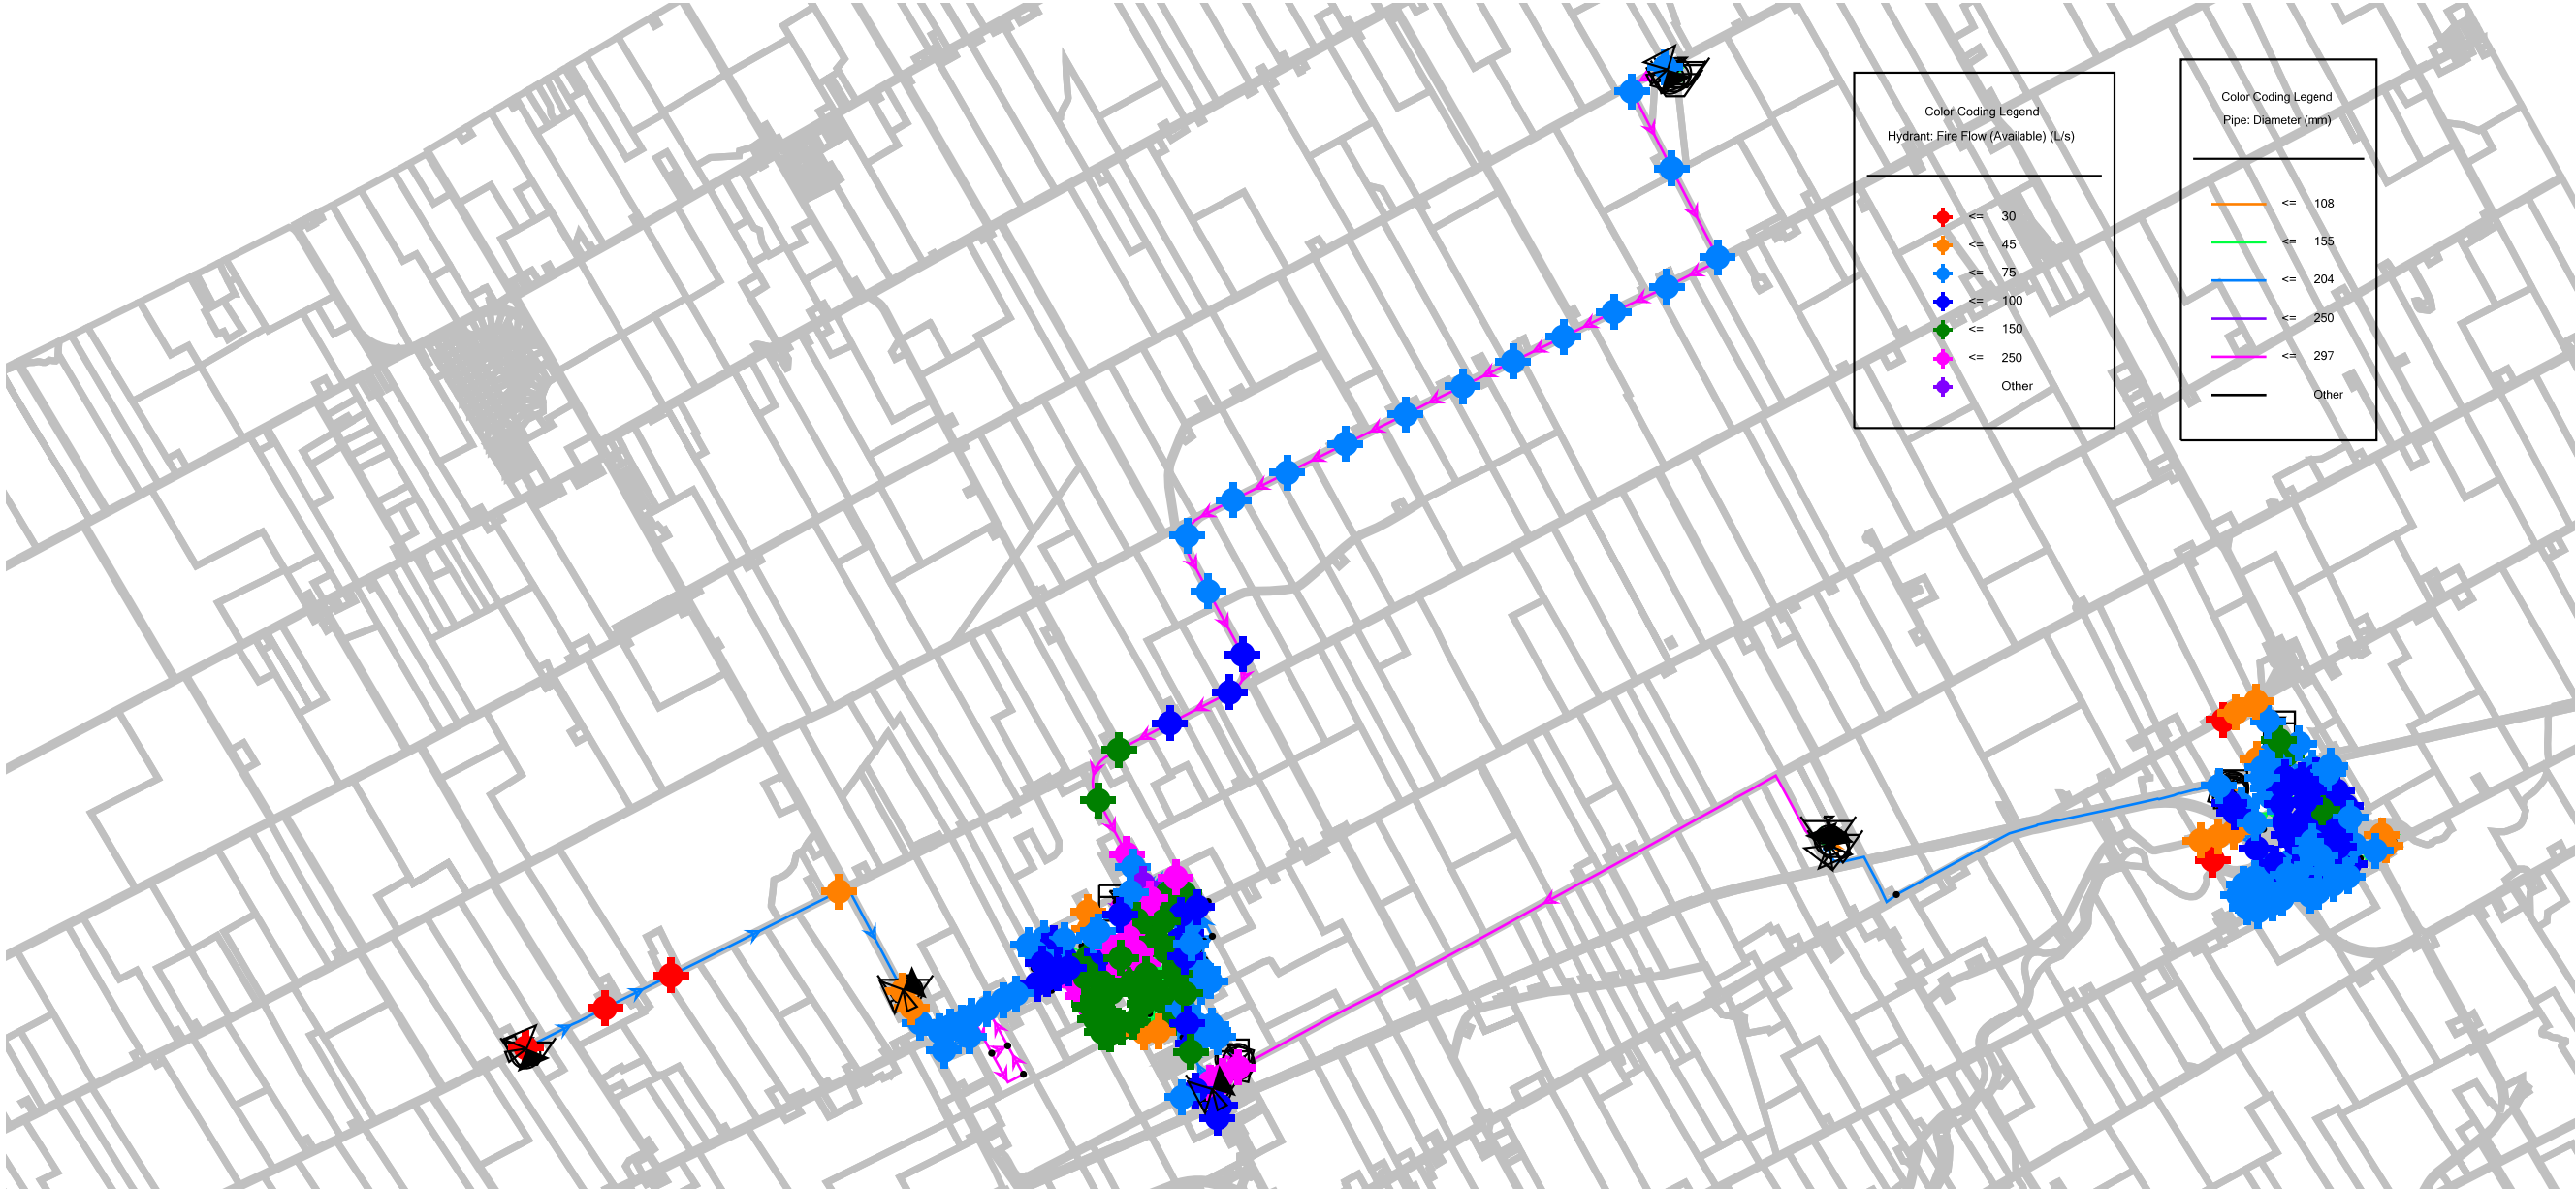 Color Coding Legend
Hydrant: Fire Flow (Available) (L/s)
<= 30
<= 45
<= 75
<= 100
<= 150
<= 250
Other
Color Coding Legend
Pipe: Diameter (mm)
<= 108
<= 155
<= 204
<= 250
<= 297
Other